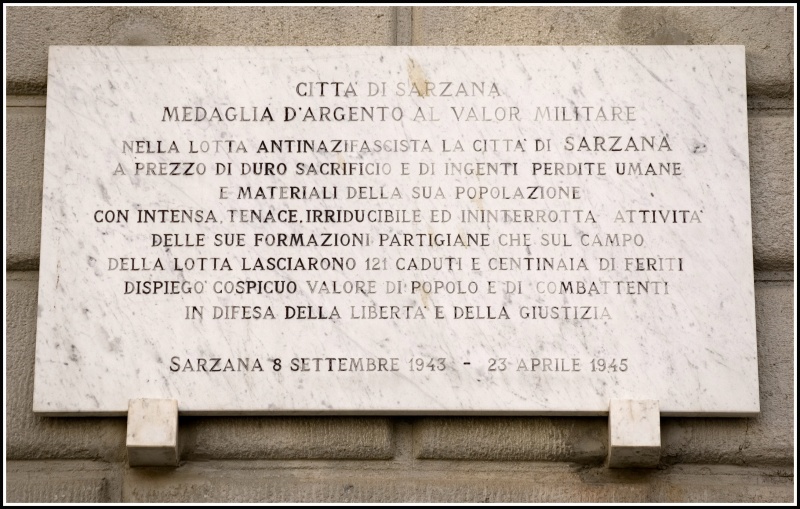 CITTA' DI SARZANA
MEDAGLIA D'ARGENTO AL VALOR MILITARE
NELLA LOTTA ANTINAZIFASCISTA LA CITTA' DI SARZANA
A PREZZO DI DURO SACRIFICIO E DI INGENTI PERDITE UMANE
E MATERIALI DELLA SUA POPOLAZIONE
CON INTENSA, TENACE, IRRIDUCIBILE ED ININTERROTTA ATTIVITA'
DELLE SUE FORMAZIONI PARTIGIANE CHE SUL CAMPO
DELLA LOTTA LASCIARONO 121 CADUTI E CENTINAIA DI FERITI
DISPIEGO' COSPICUO VALORE DI POPOLO E DI COMBATTENTI
IN DIFESA DELLA LIBERTA' E DELLA GIUSTIZIA
SARZANA 8 SETTEMBRE 1943 - 23 APRILE 1945